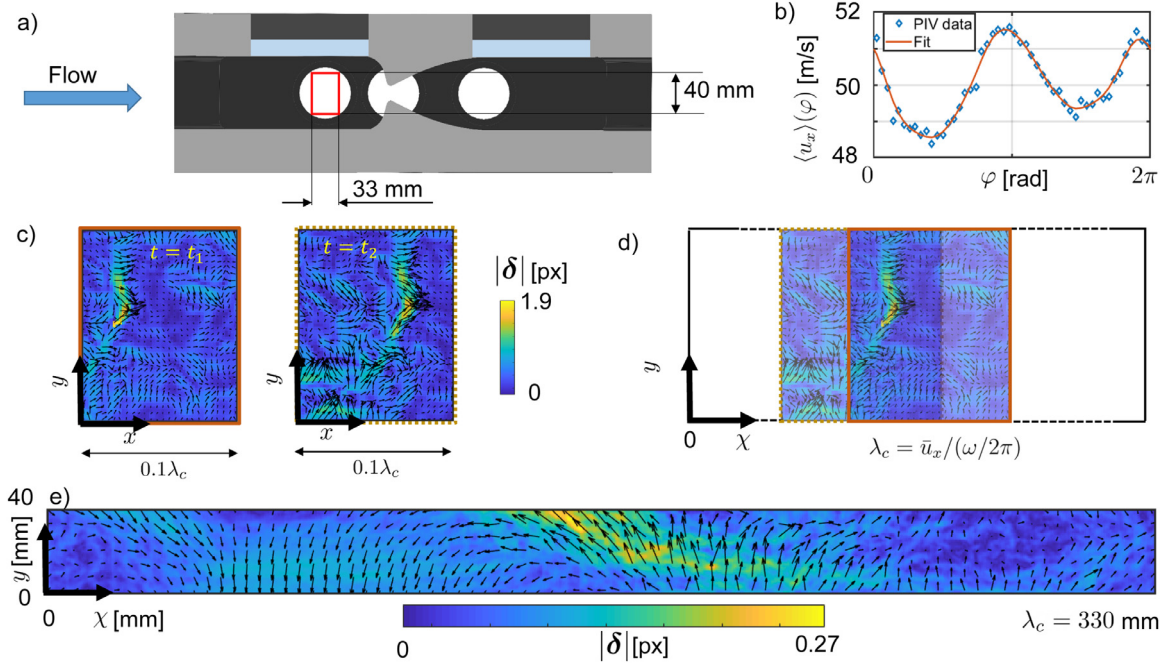 a)
Flow
40 mm
33 mm
b)
52
51
50
49
48
⟨u_x⟩(φ) [m/s]
PIV data
Fit
0
φ [rad]
2π
c)
t = t_1
t = t_2
y
x
y
x
0.1λ_c
0.1λ_c
|δ| [px]
1.9
0
d)
y
0
χ
λ_c = ū_x/(ω/2π)
e)
40
y [mm]
0
0
χ [mm]
0
|δ| [px]
0.27
λ_c = 330 mm